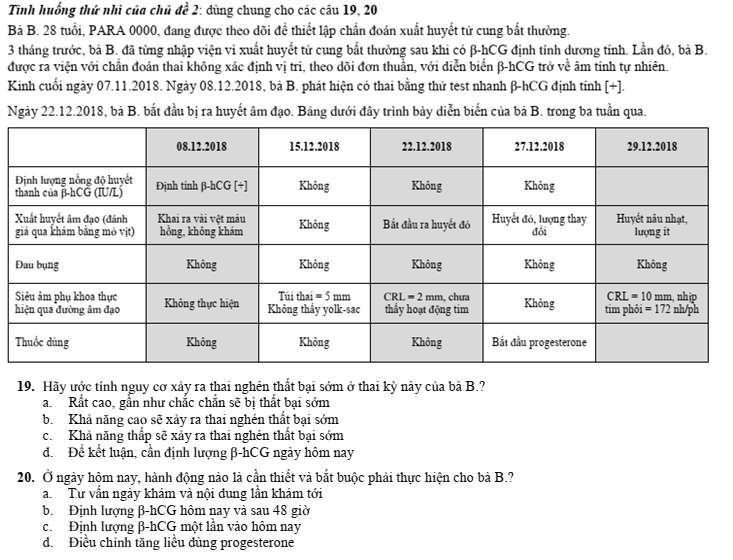 Tình huống thứ nhì của chủ đề 2: dùng chung cho các câu 19, 20
Bà B. 28 tuổi, PARA 0000, đang được theo dõi để thiết lập chẩn đoán xuất huyết tử cung bất thường.
3 tháng trước, bà B. đã từng nhập viện vì xuất huyết tử cung bất thường sau khi có β-hCG định tính dương tính. Lần đó, bà B.
được ra viện với chẩn đoán thai không xác định vị trí, theo dõi đơn thuần, với diễn biến β-hCG trở về âm tính tự nhiên.
Kinh cuối ngày 07.11.2018. Ngày 08.12.2018, bà B. phát hiện có thai bằng thử test nhanh β-hCG định tính [+].
Ngày 22.12.2018, bà B. bắt đầu bị ra huyết âm đạo. Bảng dưới đây trình bày diễn biến của bà B. trong ba tuần qua.
08.12.2018 15.12.2018 22.12.2018 27.12.2018 29.12.2018
Định lượng nồng độ huyết
thanh của β-hCG (IU/L)
Định tính β-hCG [+] Không Không Không
Xuất huyết âm đạo (đánh
giá qua khám bằng mỏ vịt)
Khai ra vài vệt máu
hồng, không khám
Không
Bắt đầu ra huyết đỏ
Huyết đỏ, lượng thay
đổi
Huyết nâu nhạt,
lượng ít
Đau bụng Không Không Không Không Không
Siêu âm phụ khoa thực
hiện qua đường âm đạo
Không thực hiện
Túi thai = 5 mm
Không thấy yolk-sac
CRL = 2 mm, chưa
thấy hoạt động tim
Không
CRL = 10 mm, nhịp
tim phôi = 172 nh/ph
Thuốc dùng Không Không Không Bắt đầu progesterone
19. Hãy ước tính nguy cơ xảy ra thai nghén thất bại sớm ở thai kỳ này của bà B.?
a. Rất cao, gần như chắc chắn sẽ bị thất bại sớm
b. Khả năng cao sẽ xảy ra thai nghén thất bại sớm
c. Khả năng thấp sẽ xảy ra thai nghén thất bại sớm
d. Để kết luận, cần định lượng β-hCG ngày hôm nay
20. Ở ngày hôm nay, hành động nào là cần thiết và bắt buộc phải thực hiện cho bà B.?
a. Tư vấn ngày khám và nội dung lần khám tới
b. Định lượng β-hCG hôm nay và sau 48 giờ
c. Định lượng β-hCG một lần vào hôm nay
d. Điều chỉnh tăng liều dùng progesterone